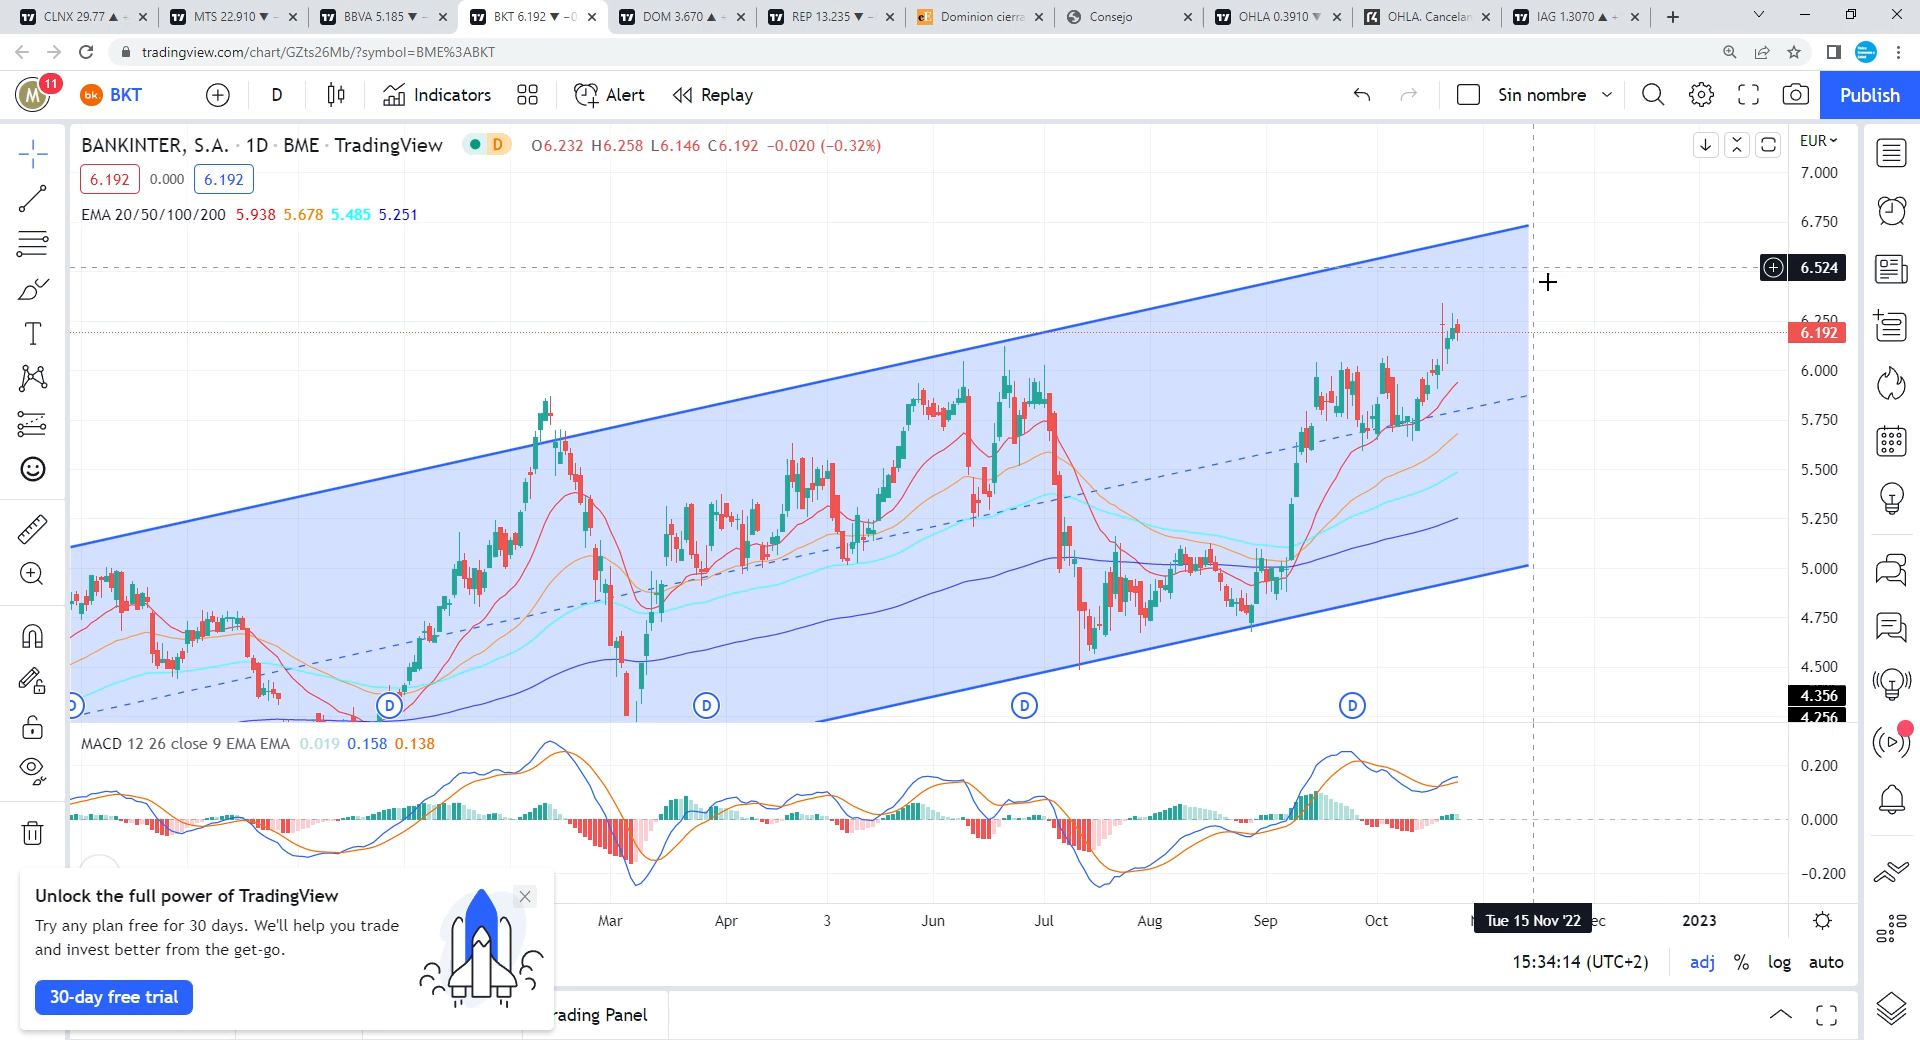 CLNX 29.77 ▲ + MTS 22.910 ▼ − BBVA 5.185 ▼ − BKT 6.192 ▼ −0 DOM 3.670 ▲ + REP 13.235 ▼ − Dominion cierra Consejo OHLA 0.3910 ▼ OHLA. Cancelan IAG 1.3070 ▲ +
tradingview.com/chart/GZts26Mb/?symbol=BME%3ABKT
M 11 bk BKT D Indicators Alert Replay Sin nombre Publish
BANKINTER, S.A. · 1D · BME · TradingView D O6.232 H6.258 L6.146 C6.192 −0.020 (−0.32%) EUR
7.000
6.192 0.000 6.192
EMA 20/50/100/200 5.938 5.678 5.485 5.251
6.750
6.524
6.250
6.192
6.000
5.750
5.500
5.250
5.000
4.750
4.500
4.356
D D D D D
4.256
MACD 12 26 close 9 EMA EMA 0.019 0.158 0.138
0.200
0.000
−0.200
Unlock the full power of TradingView
Try any plan free for 30 days. We'll help you trade
and invest better from the get-go.
30-day free trial
Mar Apr 3 Jun Jul Aug Sep Oct Tue 15 Nov '22 ec 2023
15:34:14 (UTC+2) adj % log auto
rading Panel